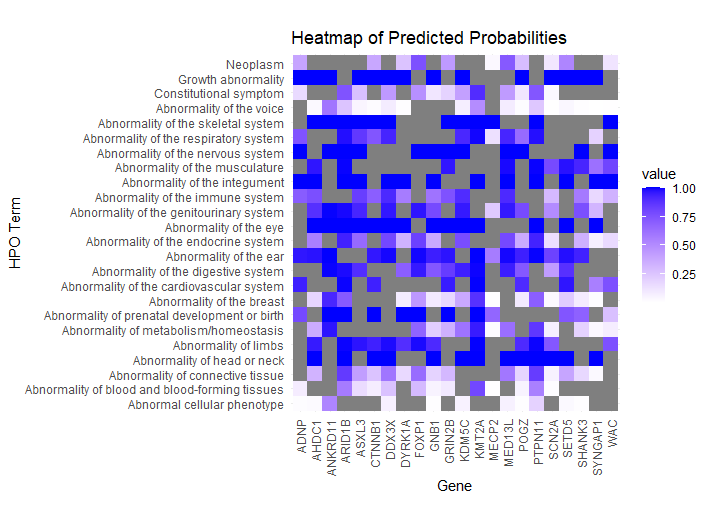 Heatmap of Predicted Probabilities
HPO Term
Neoplasm
Growth abnormality
Constitutional symptom
Abnormality of the voice
Abnormality of the skeletal system
Abnormality of the respiratory system
Abnormality of the nervous system
Abnormality of the musculature
Abnormality of the integument
Abnormality of the immune system
Abnormality of the genitourinary system
Abnormality of the eye
Abnormality of the endocrine system
Abnormality of the ear
Abnormality of the digestive system
Abnormality of the cardiovascular system
Abnormality of the breast
Abnormality of prenatal development or birth
Abnormality of metabolism/homeostasis
Abnormality of limbs
Abnormality of head or neck
Abnormality of connective tissue
Abnormality of blood and blood-forming tissues
Abnormal cellular phenotype
ADNP
AHDC1
ANKRD11
ARID1B
ASXL3
CTNNB1
DDX3X
DYRK1A
FOXP1
GNB1
GRIN2B
KDM5C
KMT2A
MECP2
MED13L
POGZ
PTPN11
SCN2A
SETD5
SHANK3
SYNGAP1
WAC
Gene
value
1.00
0.75
0.50
0.25